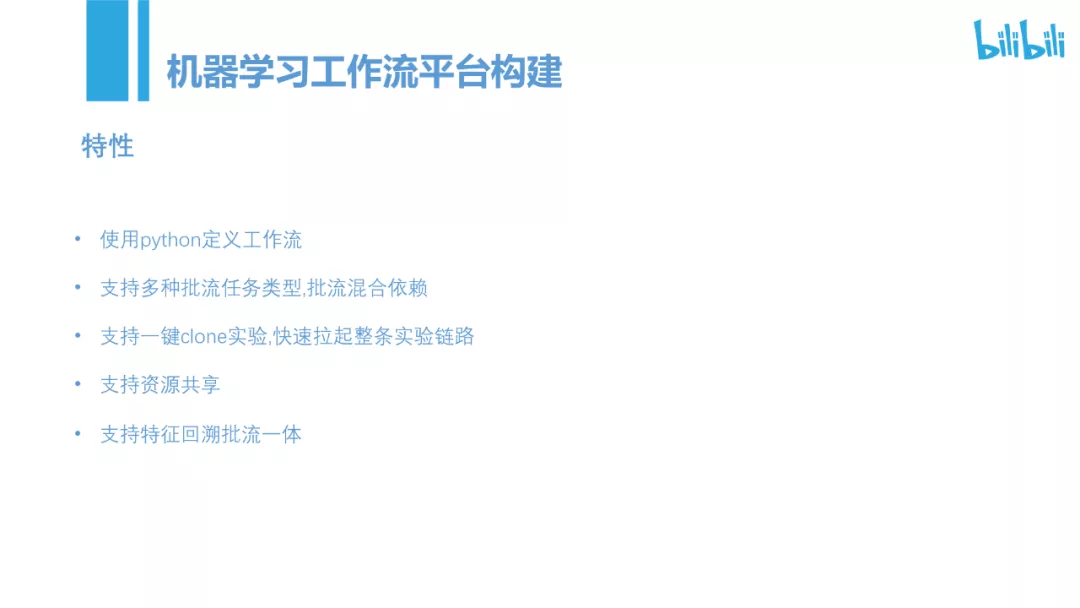 机器学习工作流平台构建
bilibili
特性
• 使用python定义工作流
• 支持多种批流任务类型,批流混合依赖
• 支持一键clone实验,快速拉起整条实验链路
• 支持资源共享
• 支持特征回溯批流一体